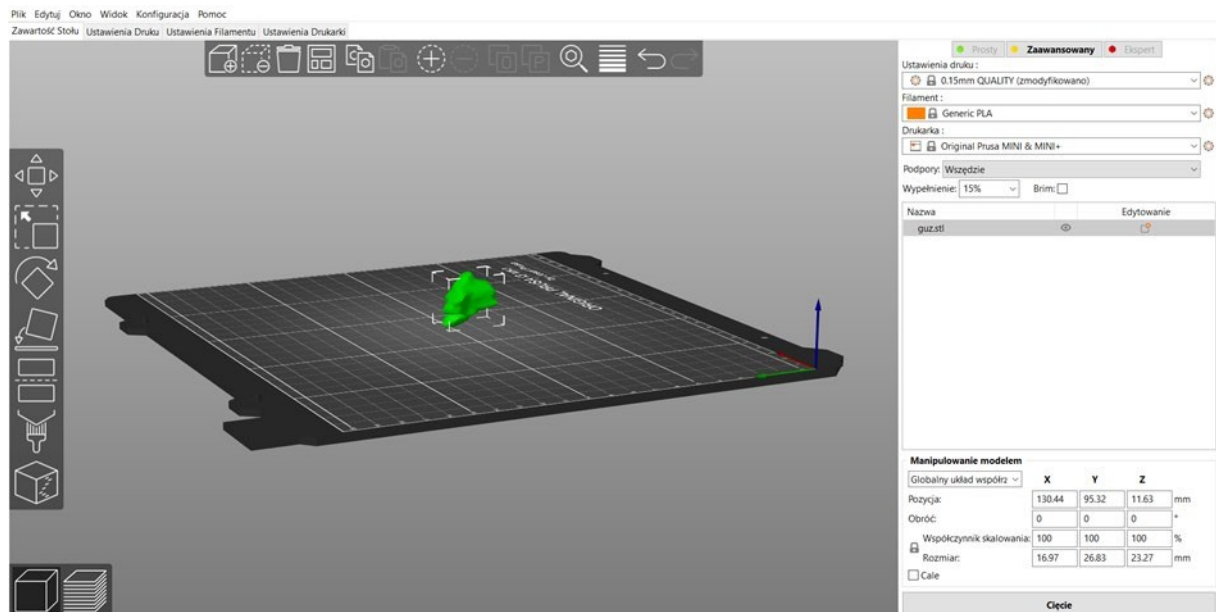 Plik Edytuj Okno Widok Konfiguracja Pomoc
Zawartość Stołu Ustawienia Druku Ustawienia Filamentu Ustawienia Drukarki
Prosty Zaawansowany Ekspert
Ustawienia druku :
0.15mm QUALITY (zmodyfikowano)
Filament :
Generic PLA
Drukarka :
Original Prusa MINI & MINI+
Podpory: Wszędzie
Wypełnienie: 15% Brim:
Nazwa Edytowanie
guz.stl
ORIGINAL PRUSA
Manipulowanie modelem
Globalny układ współrz X Y Z
Pozycja: 130.44 95.32 11.63 mm
Obróć: 0 0 0 °
Współczynnik skalowania: 100 100 100 %
Rozmiar: 16.97 26.83 23.27 mm
Cale
Cięcie